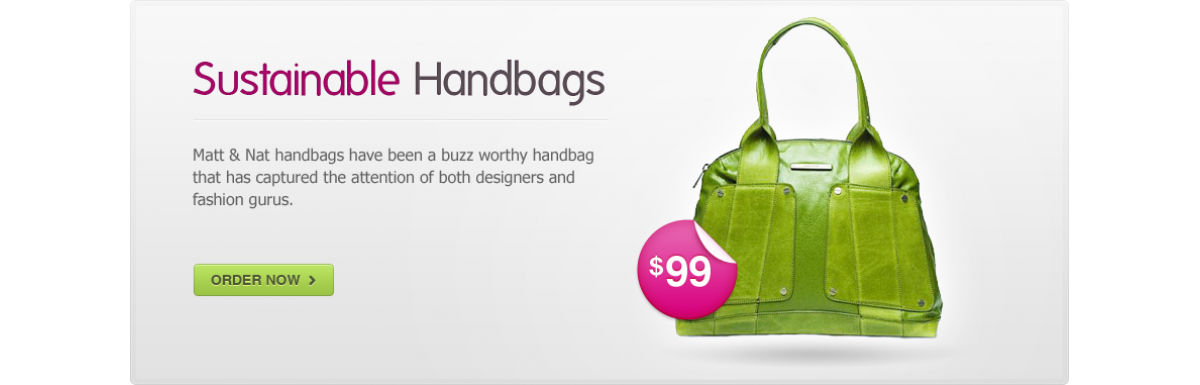 Sustainable Handbags
Matt & Nat handbags have been a buzz worthy handbag
that has captured the attention of both designers and
fashion gurus.
ORDER NOW
$99